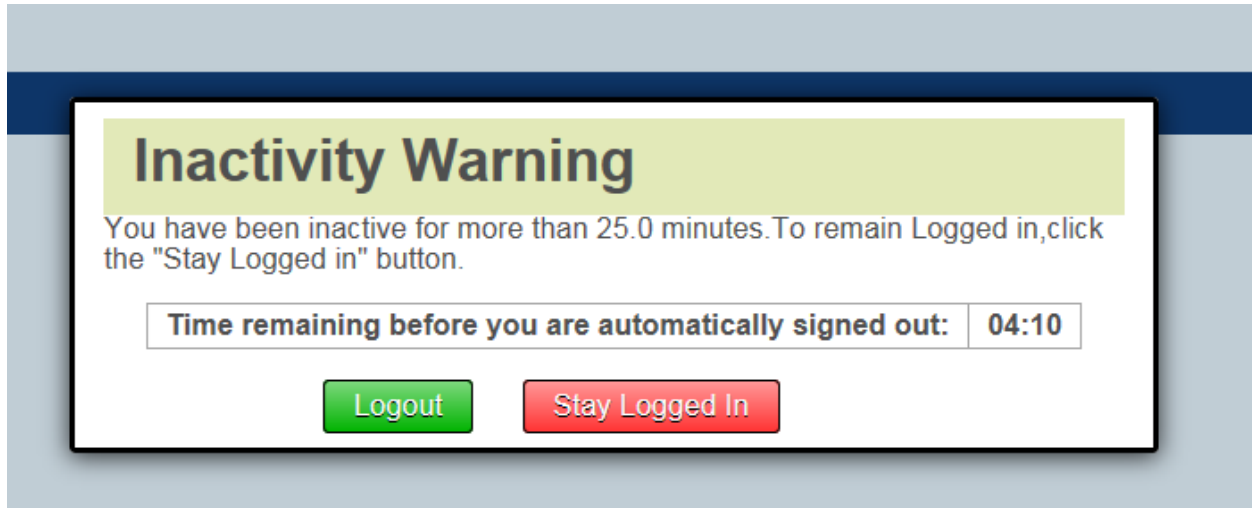 Inactivity Warning
You have been inactive for more than 25.0 minutes.To remain Logged in,click
the "Stay Logged in" button.
Time remaining before you are automatically signed out: 04:10
Logout Stay Logged In